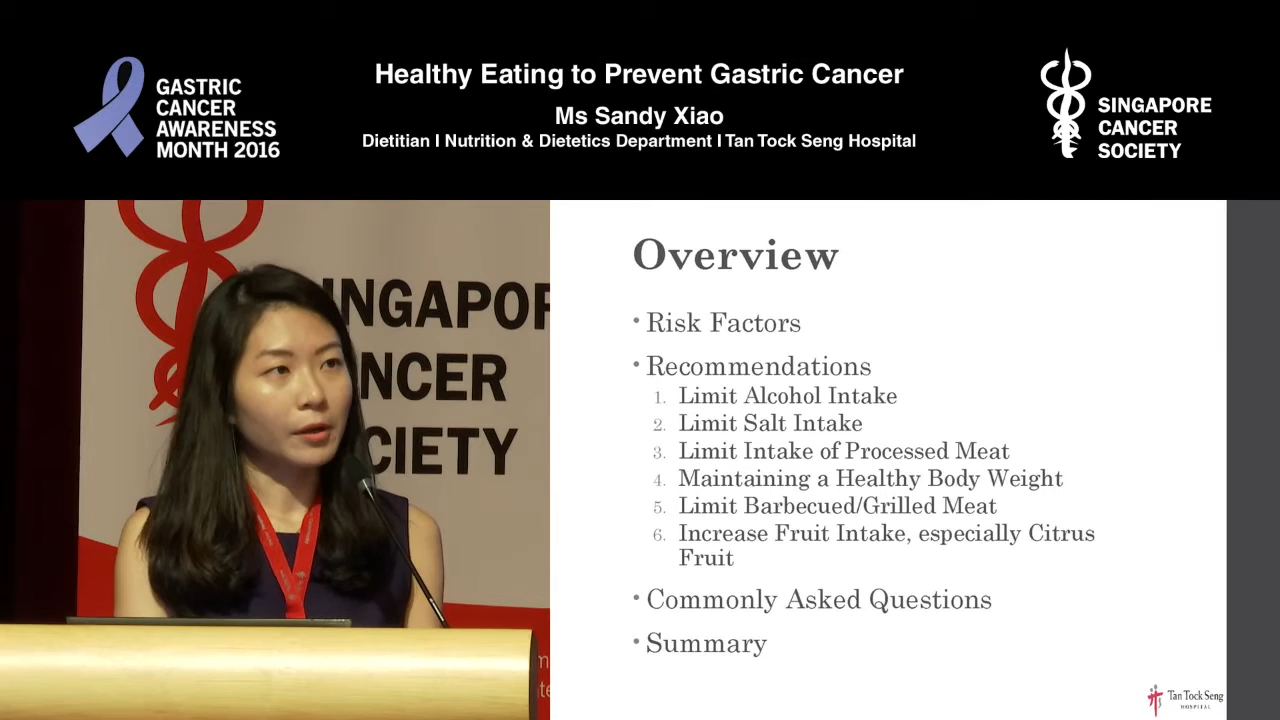 GASTRIC
CANCER
AWARENESS
MONTH 2016
Healthy Eating to Prevent Gastric Cancer
Ms Sandy Xiao
Dietitian I Nutrition & Dietetics Department I Tan Tock Seng Hospital
SINGAPORE
CANCER
SOCIETY
INGAPOR
NCER
CIETY
Overview
• Risk Factors
• Recommendations
1. Limit Alcohol Intake
2. Limit Salt Intake
3. Limit Intake of Processed Meat
4. Maintaining a Healthy Body Weight
5. Limit Barbecued/Grilled Meat
6. Increase Fruit Intake, especially Citrus
Fruit
• Commonly Asked Questions
• Summary
Tan Tock Seng
HOSPITAL